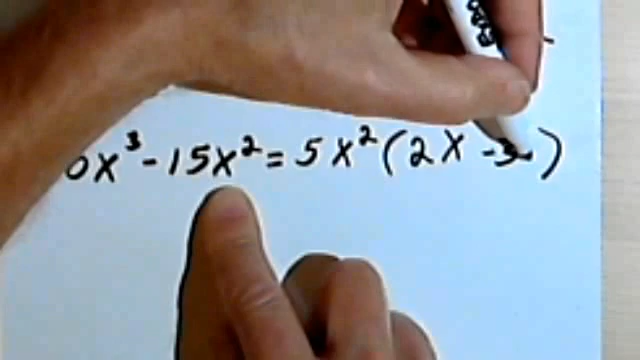 0x³ - 15x² = 5x² ( 2x - 3 )